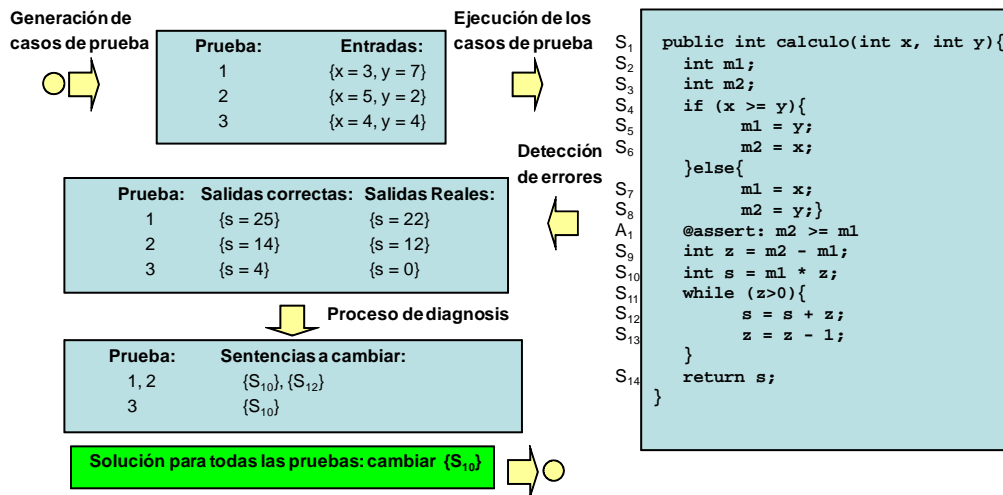 Generación de
casos de prueba
Prueba: Entradas:
1 {x = 3, y = 7}
2 {x = 5, y = 2}
3 {x = 4, y = 4}
Ejecución de los
casos de prueba
S1 public int calculo(int x, int y){
S2 int m1;
S3 int m2;
S4 if (x >= y){
S5 m1 = y;
S6 m2 = x;
}else{
S7 m1 = x;
S8 m2 = y;}
A1 @assert: m2 >= m1
S9 int z = m2 - m1;
S10 int s = m1 * z;
S11 while (z>0){
S12 s = s + z;
S13 z = z - 1;
}
S14 return s;
}
Detección
de errores
Prueba: Salidas correctas: Salidas Reales:
1 {s = 25} {s = 22}
2 {s = 14} {s = 12}
3 {s = 4} {s = 0}
Proceso de diagnosis
Prueba: Sentencias a cambiar:
1, 2 {S10}, {S12}
3 {S10}
Solución para todas las pruebas: cambiar {S10}